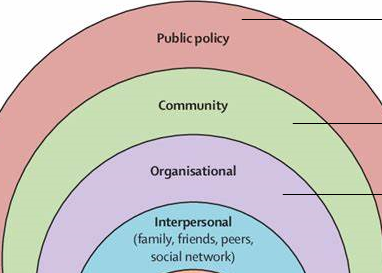 Public policy
Community
Organisational
Interpersonal
(family, friends, peers,
social network)